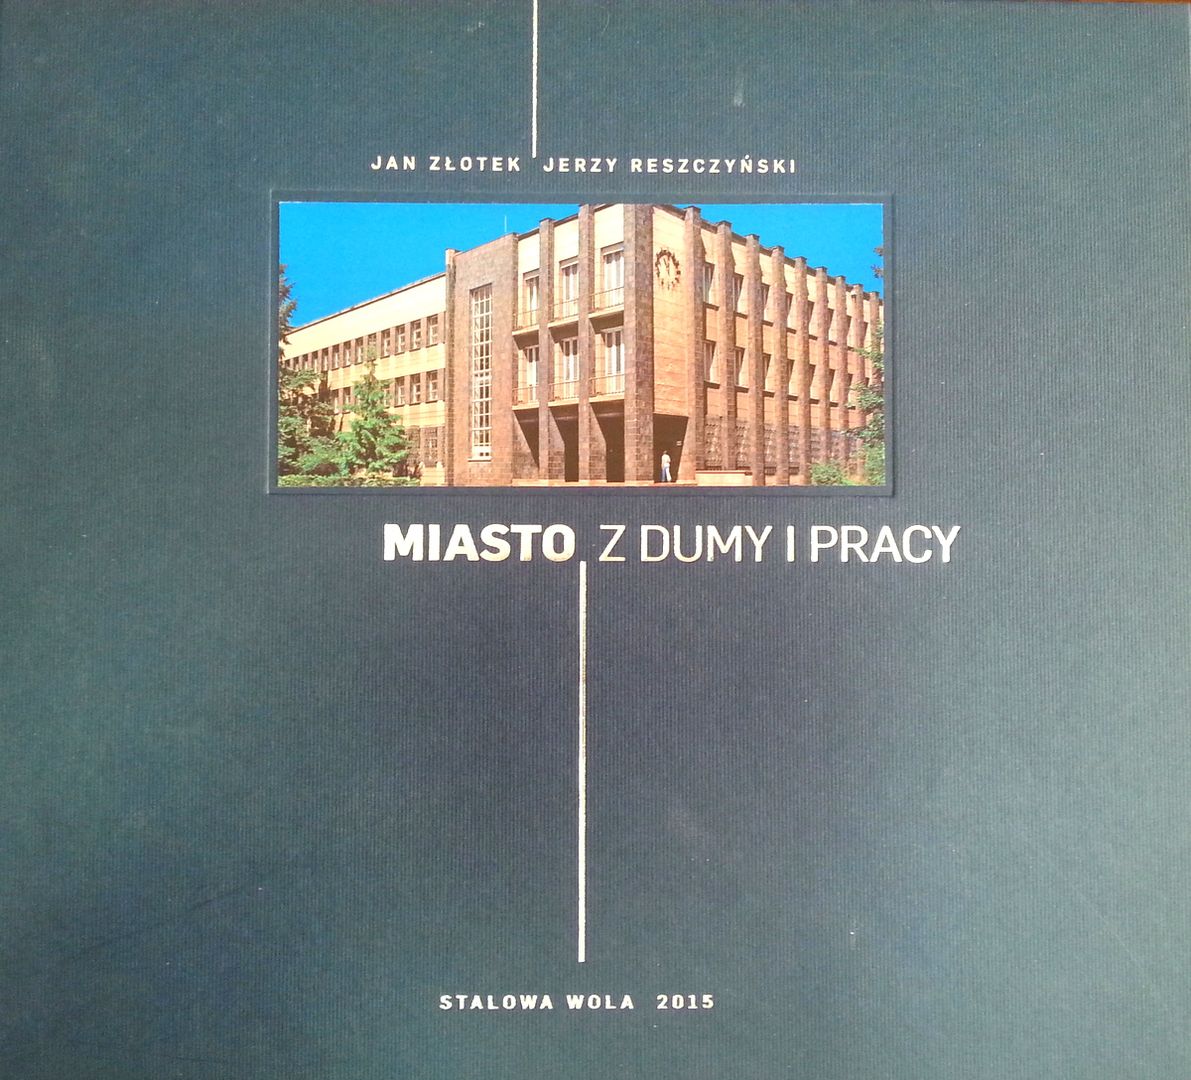 JAN ZŁOTEK JERZY RESZCZYŃSKI
MIASTO Z DUMY I PRACY
STALOWA WOLA 2015